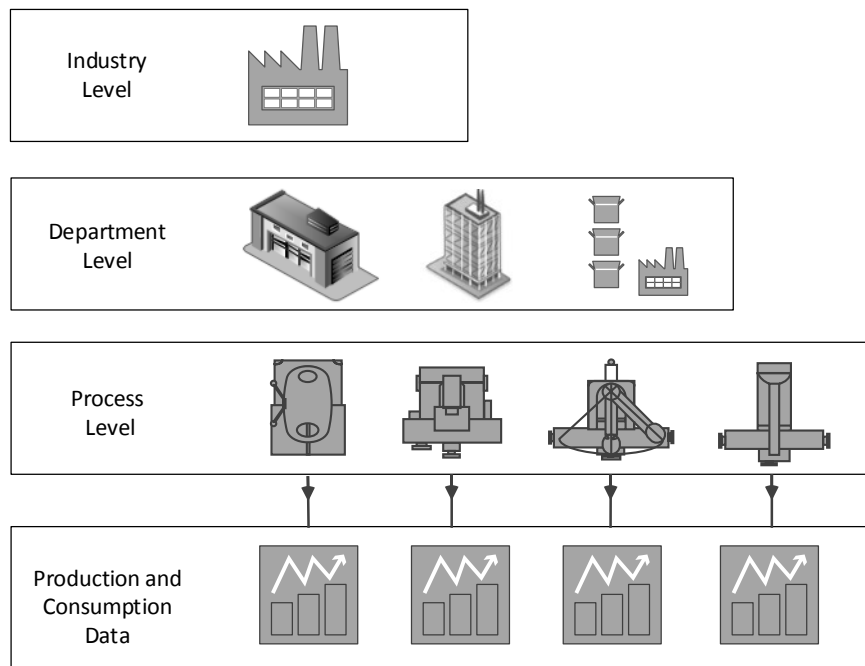 Industry
Level
Department
Level
Process
Level
Production and
Consumption
Data